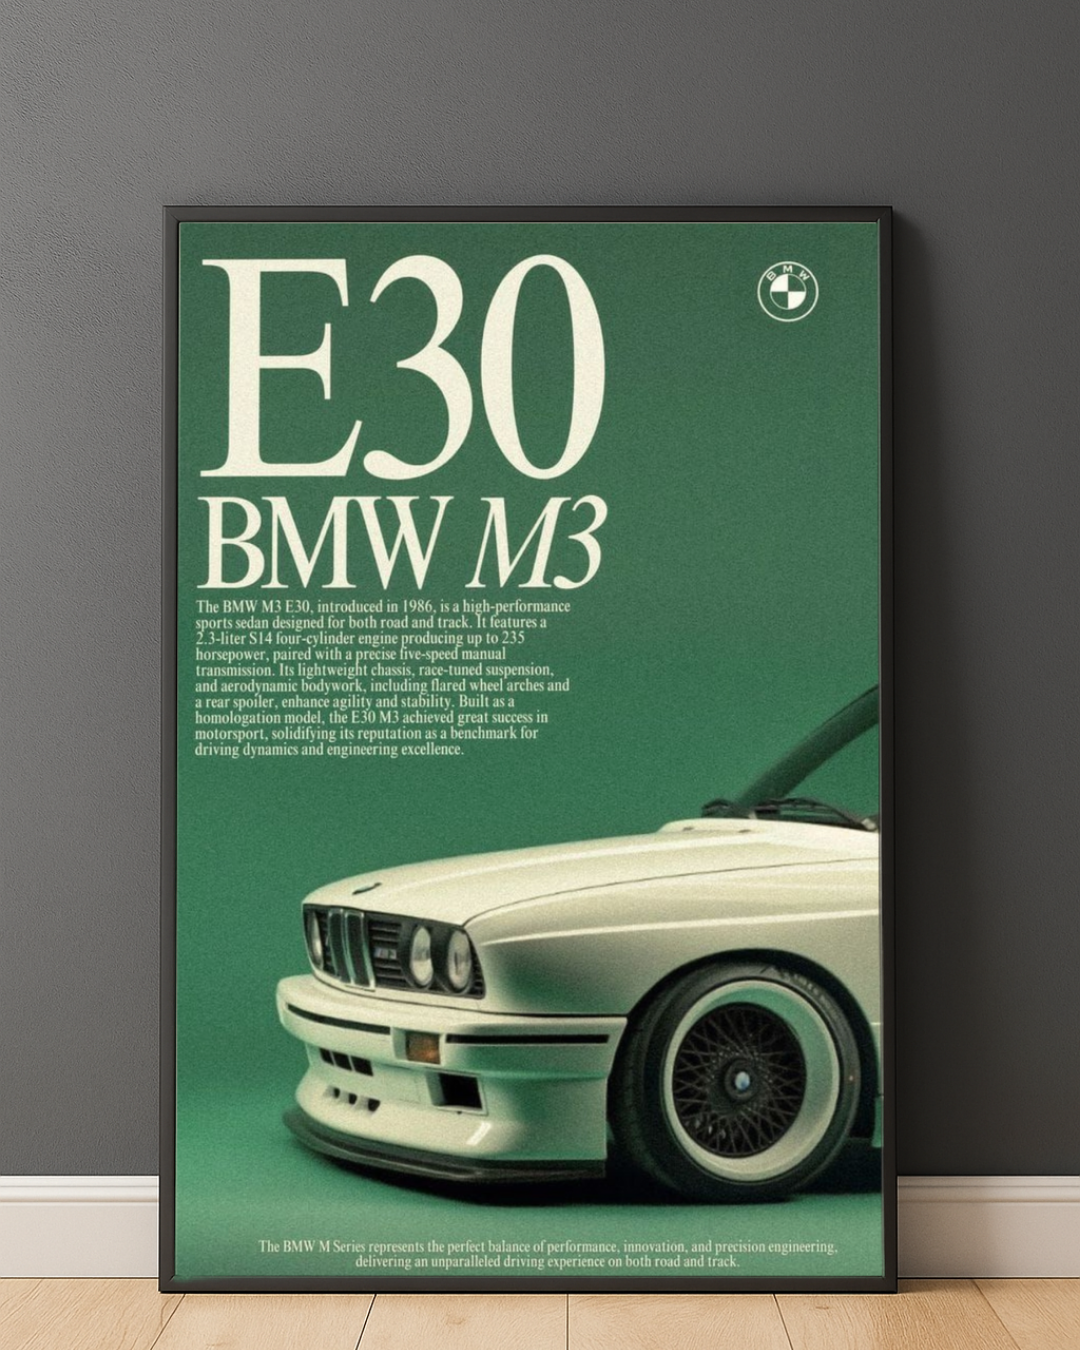 E30
BMW
BMW M3
The BMW M3 E30, introduced in 1986, is a high-performance
sports sedan designed for both road and track. It features a
2.3-liter S14 four-cylinder engine producing up to 235
horsepower, paired with a precise five-speed manual
transmission. Its lightweight chassis, race-tuned suspension,
and aerodynamic bodywork, including flared wheel arches and
a rear spoiler, enhance agility and stability. Built as a
homologation model, the E30 M3 achieved great success in
motorsport, solidifying its reputation as a benchmark for
driving dynamics and engineering excellence.
The BMW M Series represents the perfect balance of performance, innovation, and precision engineering,
delivering an unparalleled driving experience on both road and track.